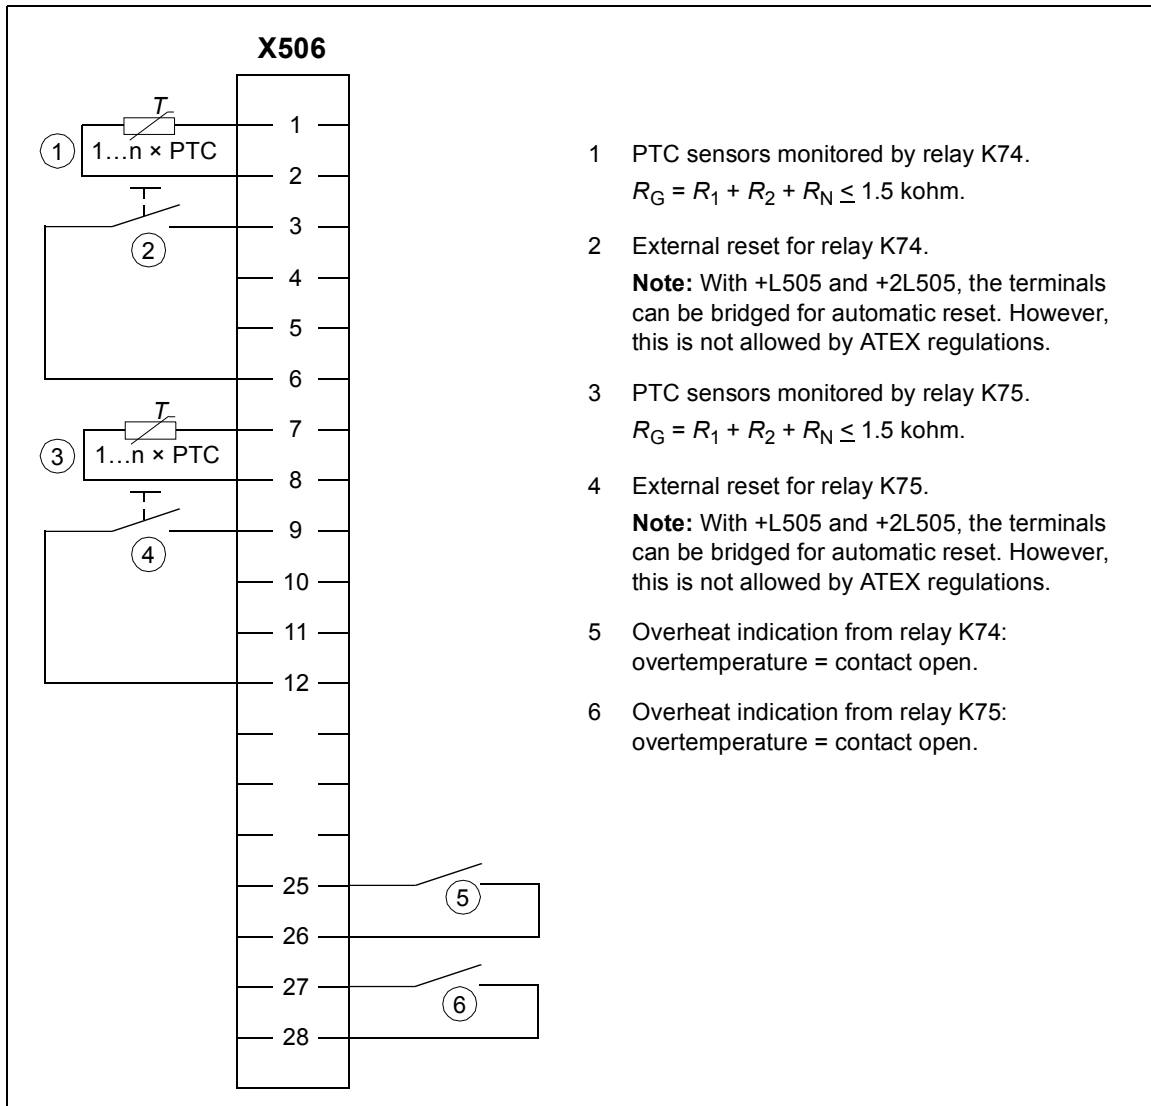 X506
T
1
1
1...n × PTC
2
2
3
4
5
6
T
7
3
1...n × PTC
8
4
9
10
11
12
25
5
26
27
6
28
1 PTC sensors monitored by relay K74.
RG = R1 + R2 + RN ≤ 1.5 kohm.
2 External reset for relay K74.
Note: With +L505 and +2L505, the terminals
can be bridged for automatic reset. However,
this is not allowed by ATEX regulations.
3 PTC sensors monitored by relay K75.
RG = R1 + R2 + RN ≤ 1.5 kohm.
4 External reset for relay K75.
Note: With +L505 and +2L505, the terminals
can be bridged for automatic reset. However,
this is not allowed by ATEX regulations.
5 Overheat indication from relay K74:
overtemperature = contact open.
6 Overheat indication from relay K75:
overtemperature = contact open.